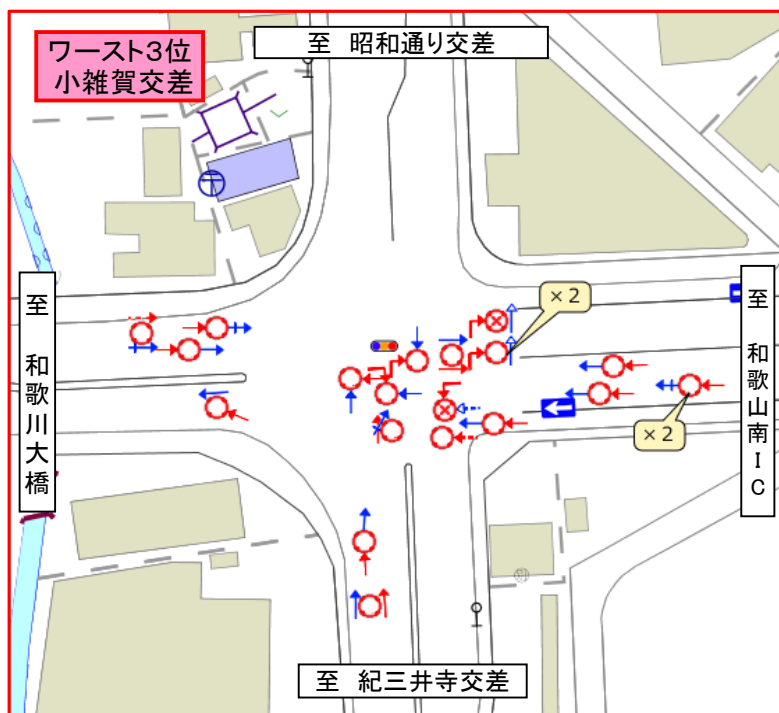 ワースト3位
小雑賀交差
至 昭和通り交差
×2
至 和歌川大橋
至 和歌山南IC
×2
至 紀三井寺交差